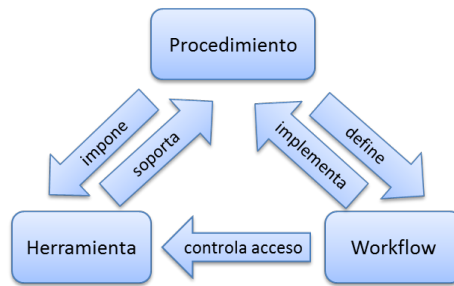 Procedimiento
impone
soporta
implementa
define
Herramienta
controla acceso
Workflow